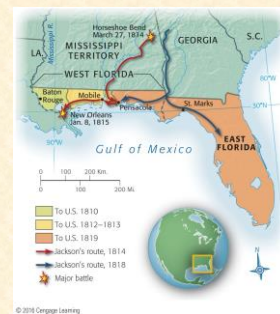 Horseshoe Bend
March 27, 1814
S.C.
GEORGIA
LA.
Mississippi R.
MISSISSIPPI
TERRITORY
WEST FLORIDA
Baton
Rouge
Mobile
Pensacola
St. Marks
New Orleans
Jan. 8, 1815
EAST
FLORIDA
Gulf of Mexico
90°W
0 100 200 Km.
0 100 200 Mi.
To U.S. 1810
To U.S. 1812–1813
To U.S. 1819
Jackson's route, 1814
Jackson's route, 1818
Major battle
N
© 2016 Cengage Learning